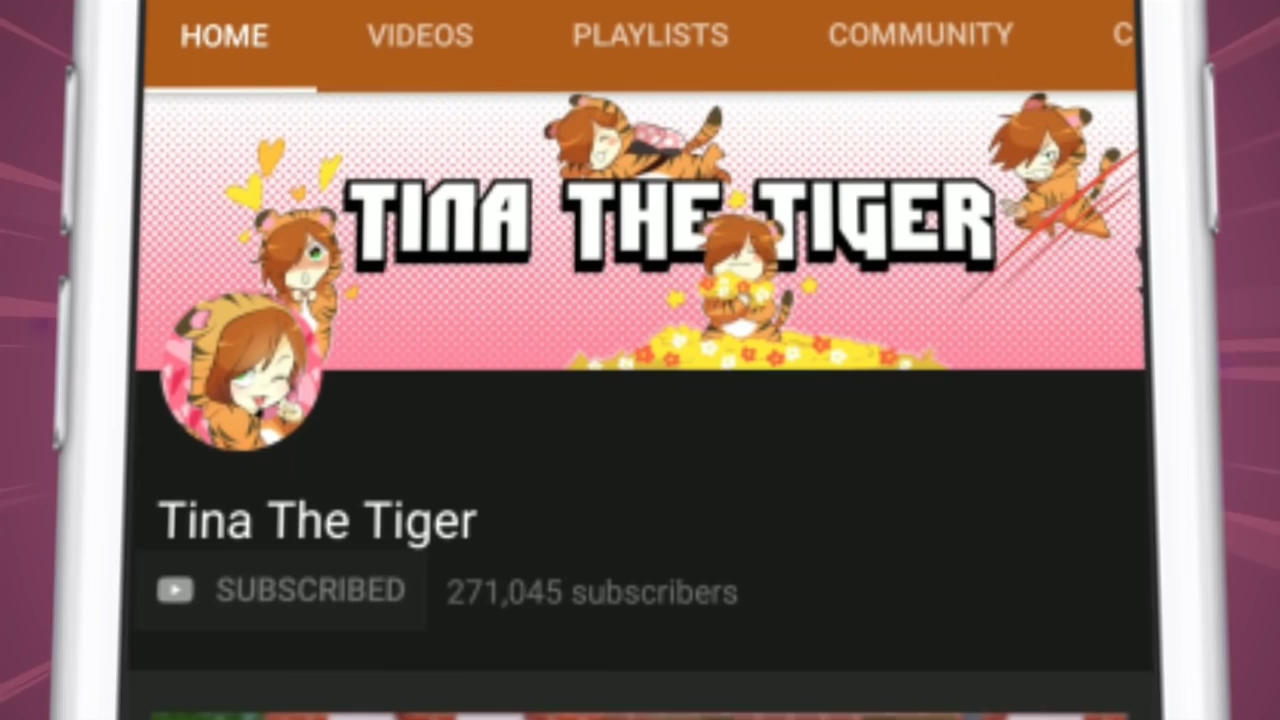 HOME VIDEOS PLAYLISTS COMMUNITY C
TINA THE TIGER
Tina The Tiger
SUBSCRIBED 271,045 subscribers